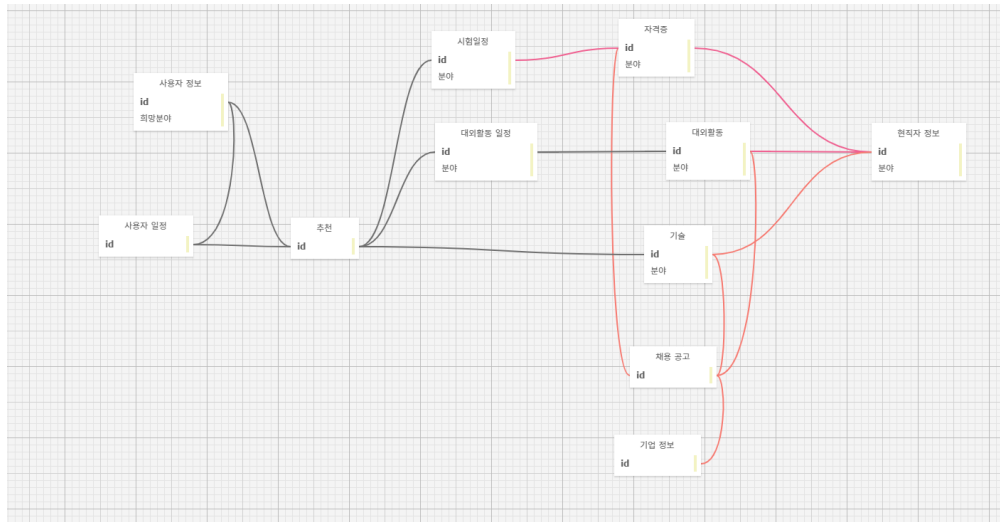 사용자 정보
id
희망분야
사용자 일정
id
추천
id
시험일정
id
분야
대외활동 일정
id
분야
자격증
id
분야
대외활동
id
분야
기술
id
분야
채용 공고
id
기업 정보
id
현직자 정보
id
분야